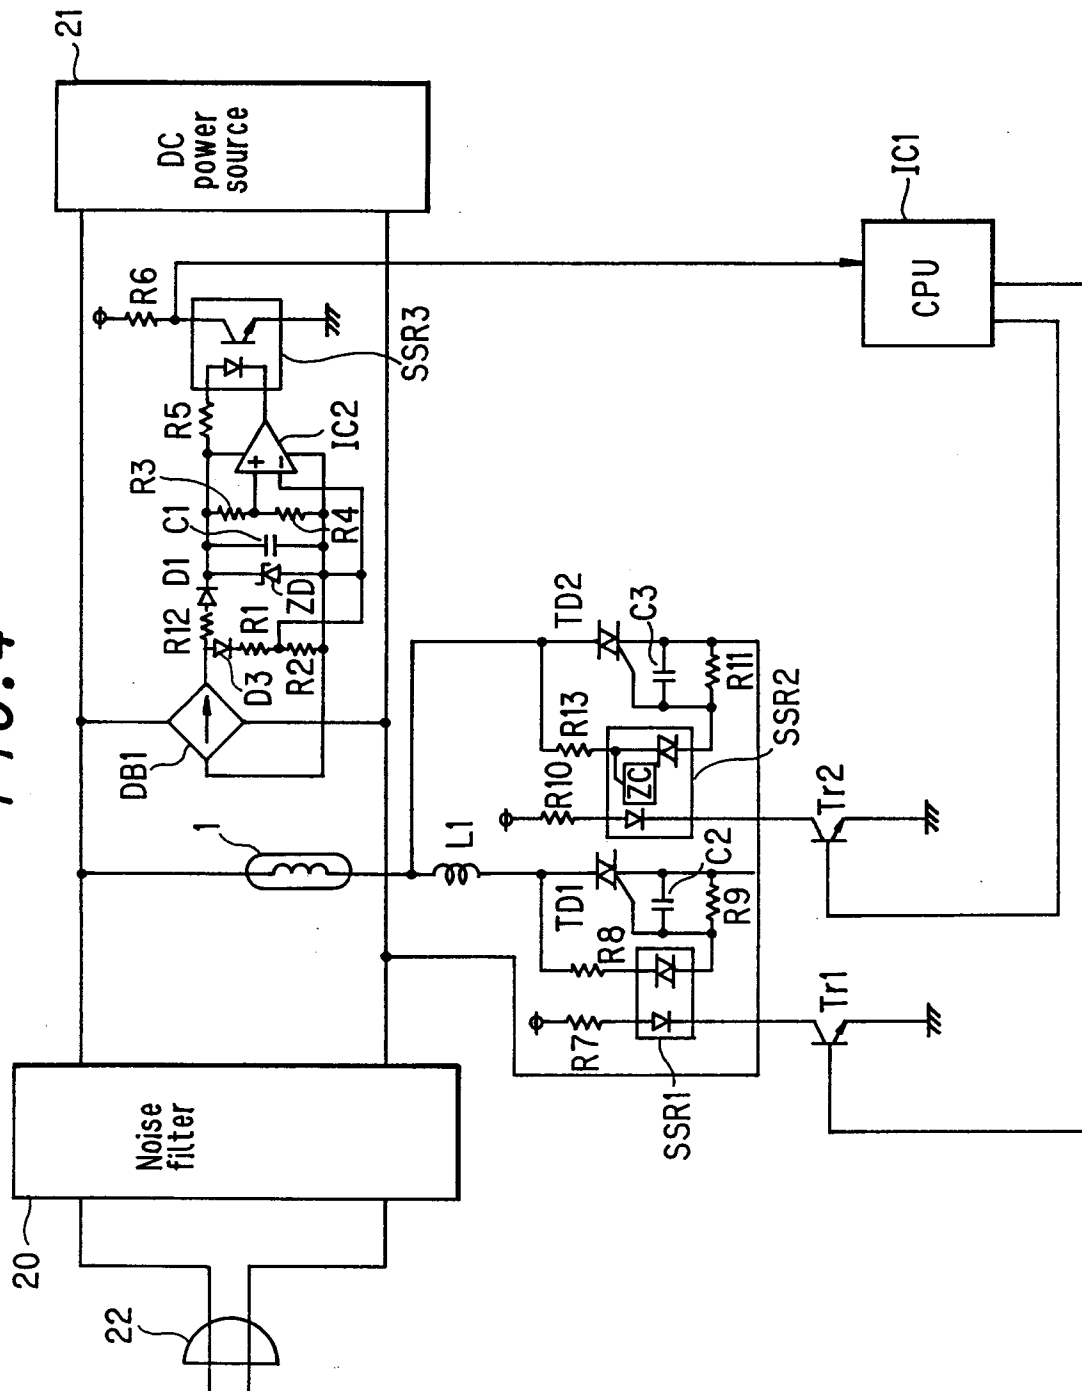 FIG. 4
22
20
Noise
filter
21
DC
power
source
1
L1
DB1
D3
R12
D1
R1
R2
ZD
C1
R3
R4
R5
+
-
IC2
R6
SSR3
R7
SSR1
R8
TD1
C2
R9
R10
R13
ZC
SSR2
TD2
C3
R11
Tr1
Tr2
CPU
IC1